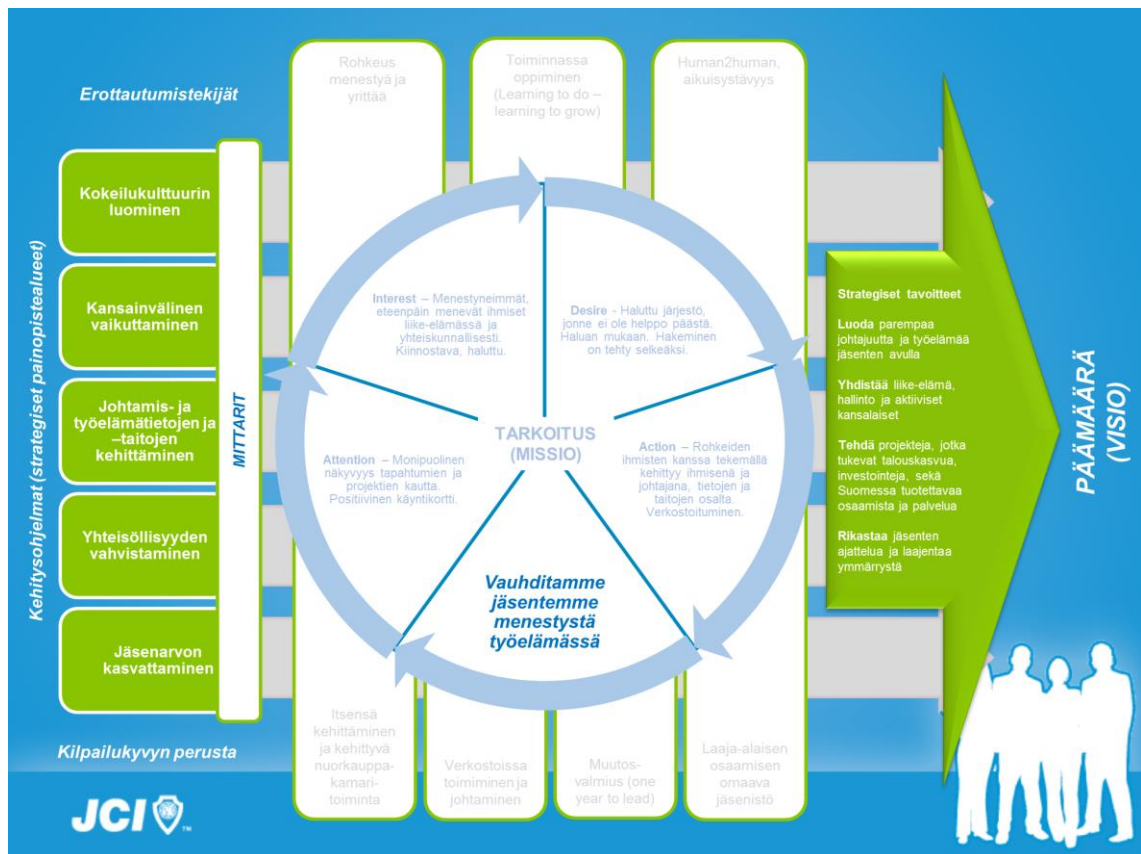 Erottautumistekijät
Rohkeus
menestyä ja
yrittää
Toiminnassa
oppiminen
(Learning to do –
learning to grow)
Human2human,
aikuisystävyys
Kehitysohjelmat (strategiset painopistealueet)
Kokeilukulttuurin
luominen
Kansainvälinen
vaikuttaminen
Johtamis- ja
työelämätietojen ja
–taitojen
kehittäminen
Yhteisöllisyyden
vahvistaminen
Jäsenarvon
kasvattaminen
MITTARIT
Interest – Menestyneimmät,
eteenpäin menevät ihmiset
liike-elämässä ja
yhteiskunnallisesti.
Kiinnostava, haluttu.
Desire - Haluttu järjestö,
jonne ei ole helppo päästä.
Haluan mukaan. Hakeminen
on tehty selkeäksi.
TARKOITUS
(MISSIO)
Attention – Monipuolinen
näkyvyys tapahtumien ja
projektien kautta.
Positiivinen käyntikortti.
Action – Rohkeiden
ihmisten kanssa tekemällä
kehittyy ihmisenä ja
johtajana, tietojen ja
taitojen osalta.
Verkostoituminen.
Vauhditamme
jäsentemme
menestystä
työelämässä
Strategiset tavoitteet
Luoda parempaa
johtajuutta ja työelämää
jäsenten avulla
Yhdistää liike-elämä,
hallinto ja aktiiviset
kansalaiset
Tehdä projekteja, jotka
tukevat talouskasvua,
investointeja, sekä
Suomessa tuotettavaa
osaamista ja palvelua
Rikastaa jäsenten
ajattelua ja laajentaa
ymmärrystä
PÄÄMÄÄRÄ
(VISIO)
Kilpailukyvyn perusta
Itsensä
kehittäminen
ja kehittyvä
nuorkauppa-
kamari-
toiminta
Verkostoissa
toimiminen ja
johtaminen
Muutos-
valmius (one
year to lead)
Laaja-alaisen
osaamisen
omaava
jäsenistö
JCI
TM